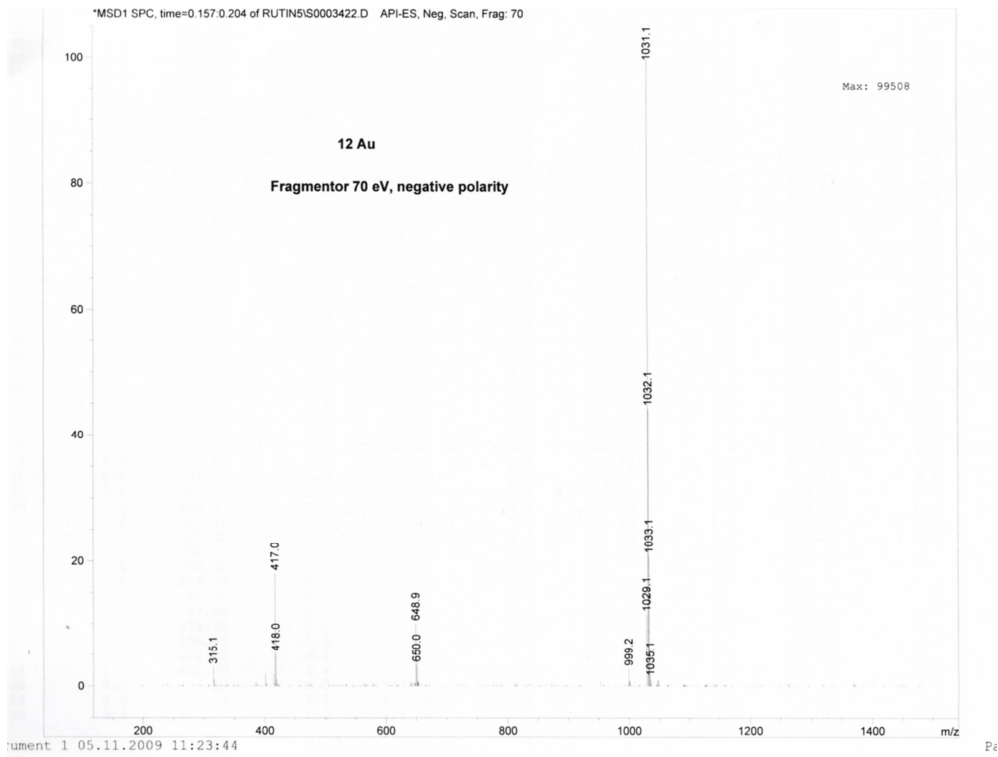 *MSD1 SPC, time=0.157:0.204 of RUTIN5\S0003422.D API-ES, Neg, Scan, Frag: 70
1031.1
100
Max: 99508
12 Au
80
Fragmentor 70 eV, negative polarity
60
1032.1
40
1033.1
20
417.0
1029.1
648.9
418.0
650.0
315.1
999.2
1035.1
0
200 400 600 800 1000 1200 1400 m/z
ument 1 05.11.2009 11:23:44
Pa